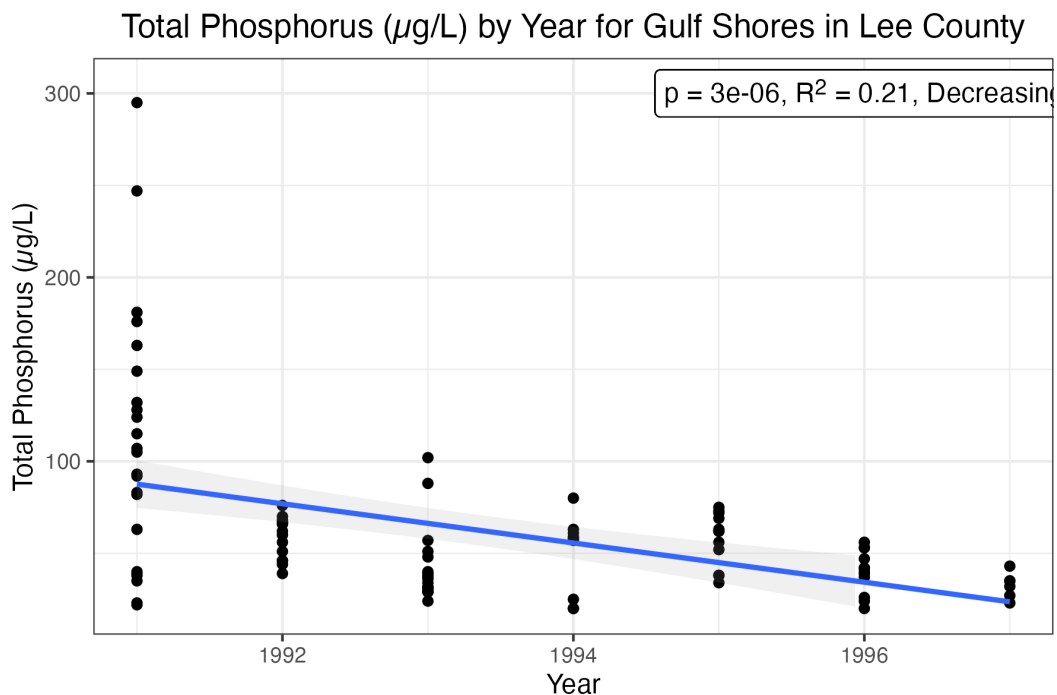 Total Phosphorus (µg/L) by Year for Gulf Shores in Lee County
p = 3e-06, R² = 0.21, Decreasing
300
200
100
Total Phosphorus (µg/L)
1992 1994 1996
Year